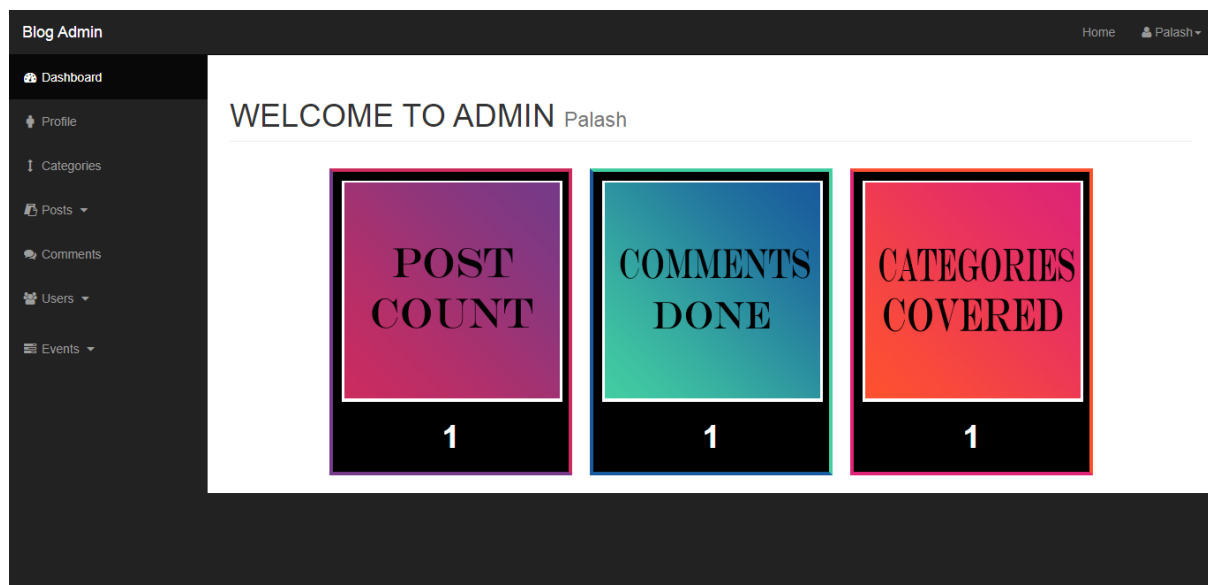 Blog Admin
Home Palash
Dashboard
Profile
Categories
Posts
Comments
Users
Events
WELCOME TO ADMIN Palash
POST
COUNT
1
COMMENTS
DONE
1
CATEGORIES
COVERED
1